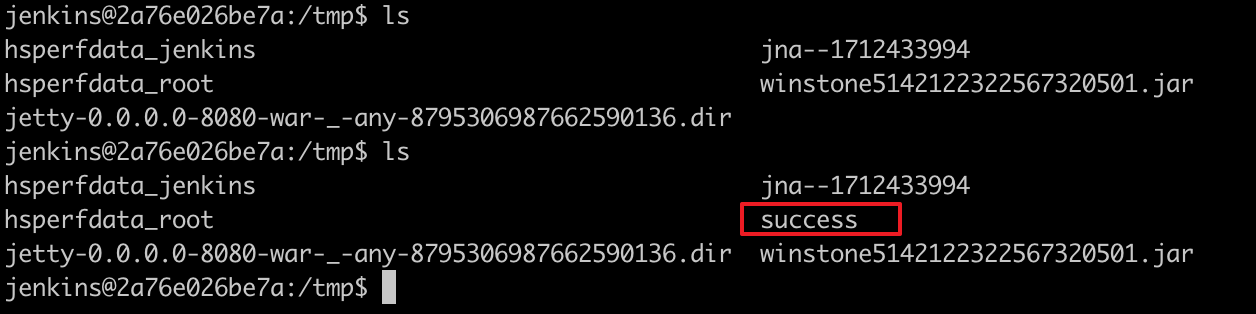 jenkins@2a76e026be7a:/tmp$ ls
hsperfdata_jenkins jna--1712433994
hsperfdata_root winstone5142122322567320501.jar
jetty-0.0.0.0-8080-war-_-any-8795306987662590136.dir
jenkins@2a76e026be7a:/tmp$ ls
hsperfdata_jenkins jna--1712433994
hsperfdata_root success
jetty-0.0.0.0-8080-war-_-any-8795306987662590136.dir winstone5142122322567320501.jar
jenkins@2a76e026be7a:/tmp$